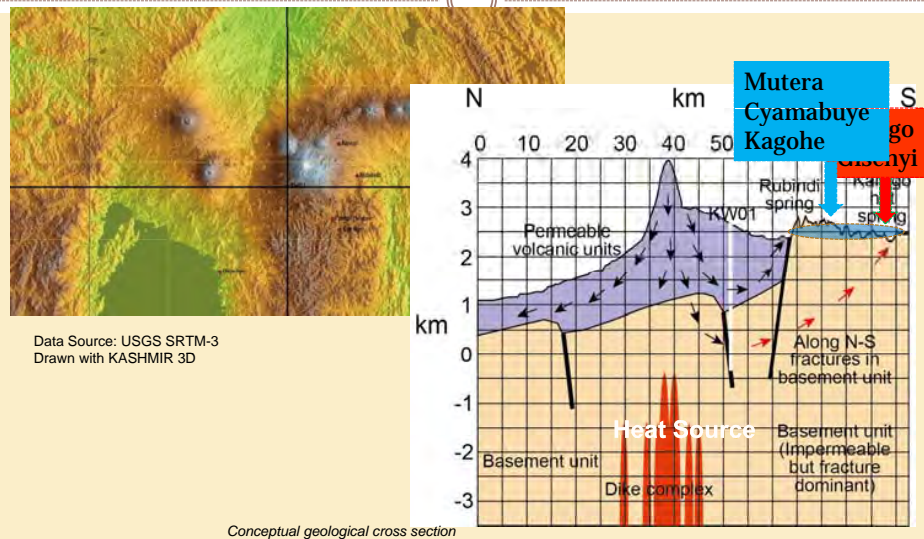 Mutera
Cyamabuye
Kagohe
N
km
S
Gisenyi
0 10 20 30 40 50
4
3
2
1
0
-1
-2
-3
km
Rubindi
spring
KW01
spring
Permeable
volcanic units
Along N-S
fractures in
basement unit
Heat Source
Basement unit
Dike complex
Basement unit
(Impermeable
but fracture
dominant)
Data Source: USGS SRTM-3
Drawn with KASHMIR 3D
Conceptual geological cross section